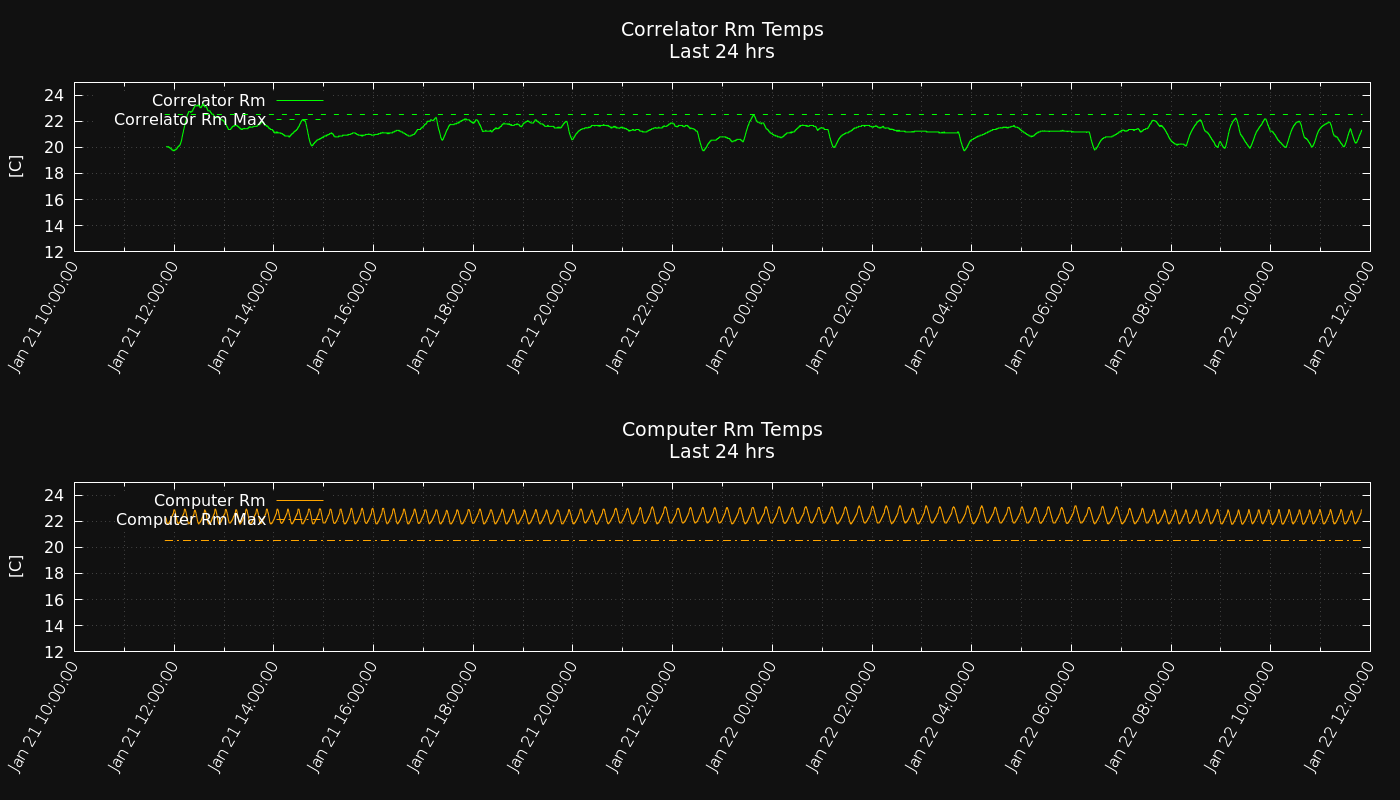 Correlator Rm Temps
Last 24 hrs
Correlator Rm
Correlator Rm Max
[C]
24
22
20
18
16
14
12
Jan 21 10:00:00
Jan 21 12:00:00
Jan 21 14:00:00
Jan 21 16:00:00
Jan 21 18:00:00
Jan 21 20:00:00
Jan 21 22:00:00
Jan 22 00:00:00
Jan 22 02:00:00
Jan 22 04:00:00
Jan 22 06:00:00
Jan 22 08:00:00
Jan 22 10:00:00
Jan 22 12:00:00
Computer Rm Temps
Last 24 hrs
Computer Rm
Computer Rm Max
[C]
24
22
20
18
16
14
12
Jan 21 10:00:00
Jan 21 12:00:00
Jan 21 14:00:00
Jan 21 16:00:00
Jan 21 18:00:00
Jan 21 20:00:00
Jan 21 22:00:00
Jan 22 00:00:00
Jan 22 02:00:00
Jan 22 04:00:00
Jan 22 06:00:00
Jan 22 08:00:00
Jan 22 10:00:00
Jan 22 12:00:00